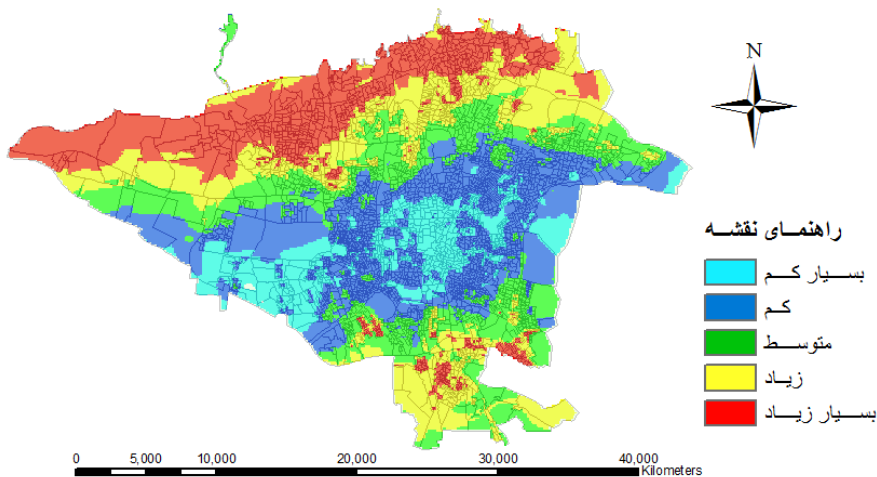 N
راهنمای نقشه
بسیار کم
کم
متوسط
زیاد
بسیار زیاد
0 5,000 10,000 20,000 30,000 40,000
Kilometers